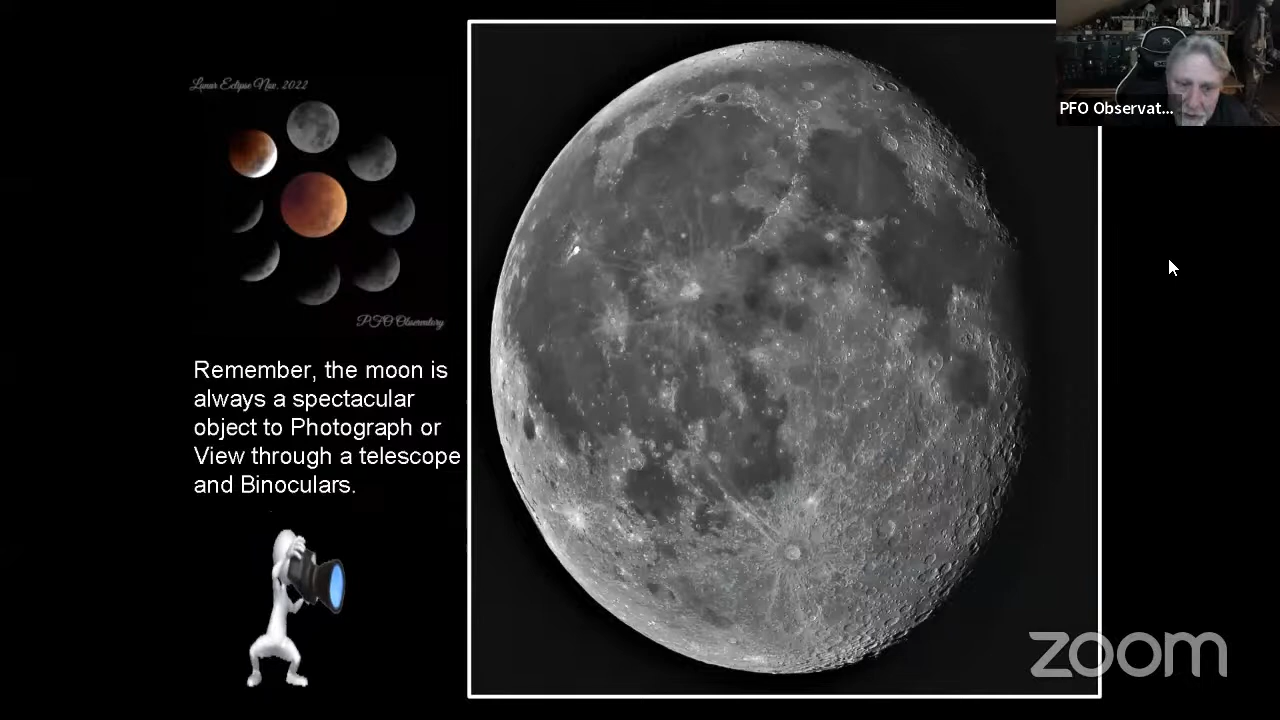 Lunar Eclipse Nov. 2022
PFO Observat...
PFO Observatory
Remember, the moon is
always a spectacular
object to Photograph or
View through a telescope
and Binoculars.
zoom